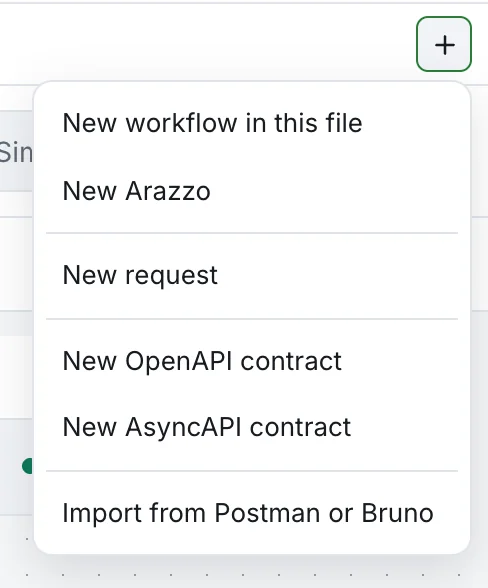 New workflow in this file
Sin
New Arazzo
New request
New OpenAPI contract
New AsyncAPI contract
Import from Postman or Bruno